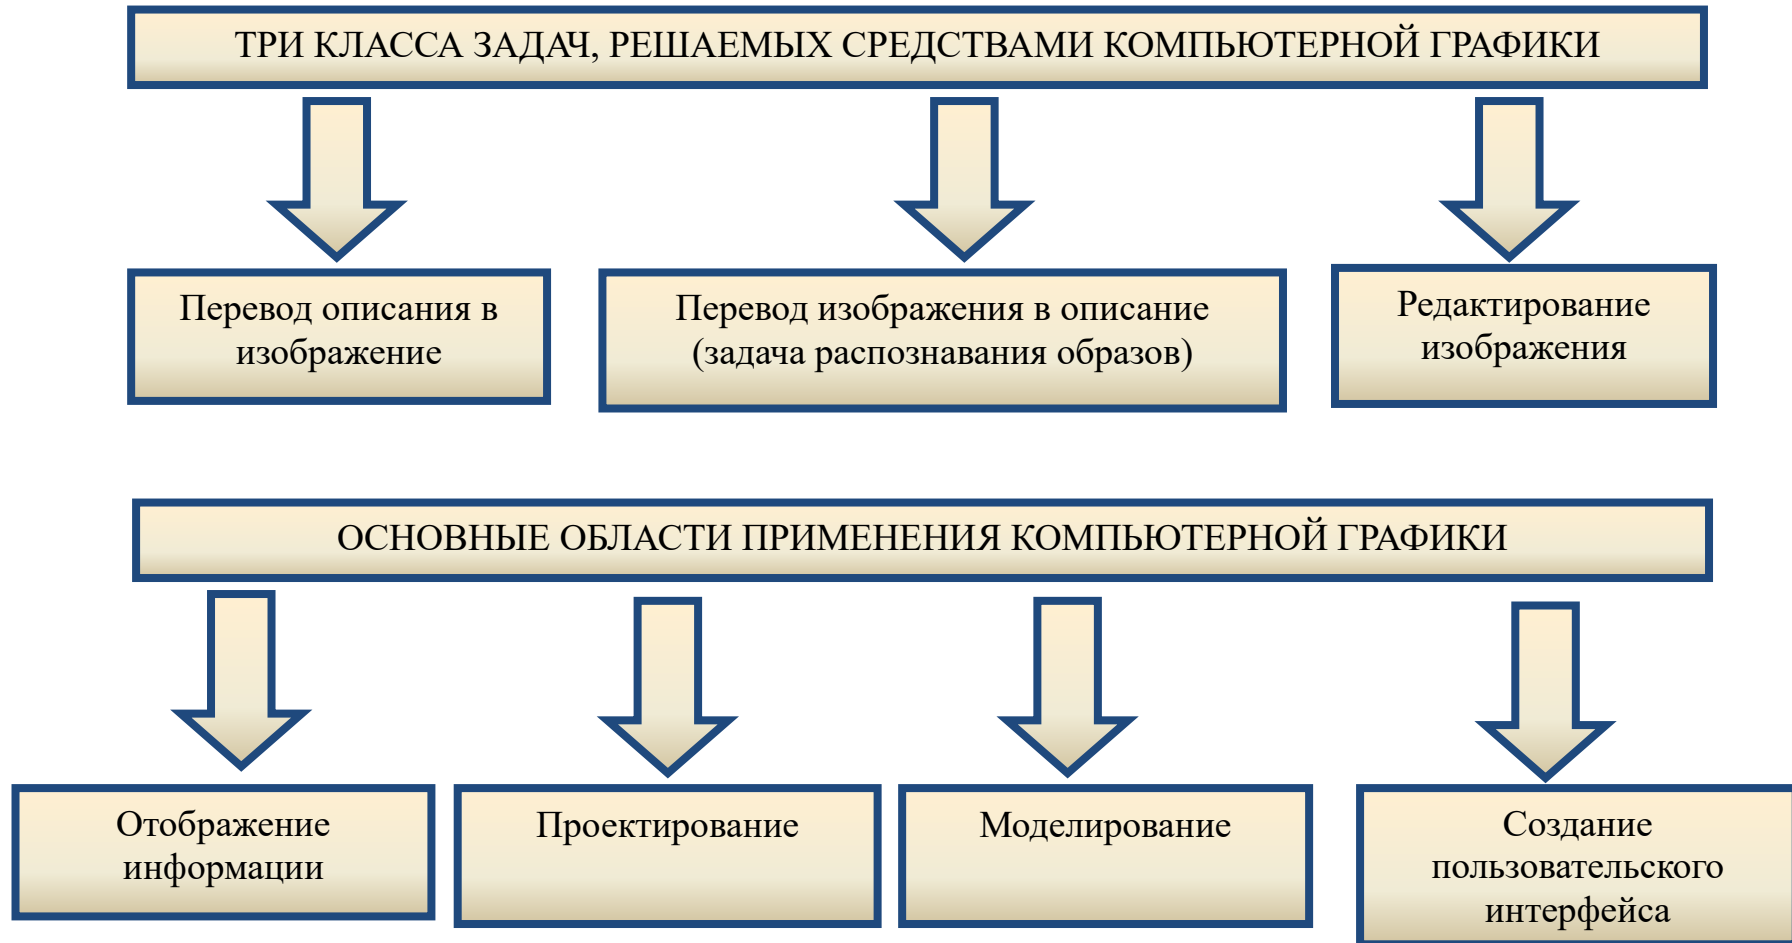 ТРИ КЛАССА ЗАДАЧ, РЕШАЕМЫХ СРЕДСТВАМИ КОМПЬЮТЕРНОЙ ГРАФИКИ
Перевод описания в
изображение
Перевод изображения в описание
(задача распознавания образов)
Редактирование
изображения
ОСНОВНЫЕ ОБЛАСТИ ПРИМЕНЕНИЯ КОМПЬЮТЕРНОЙ ГРАФИКИ
Отображение
информации
Проектирование
Моделирование
Создание
пользовательского
интерфейса